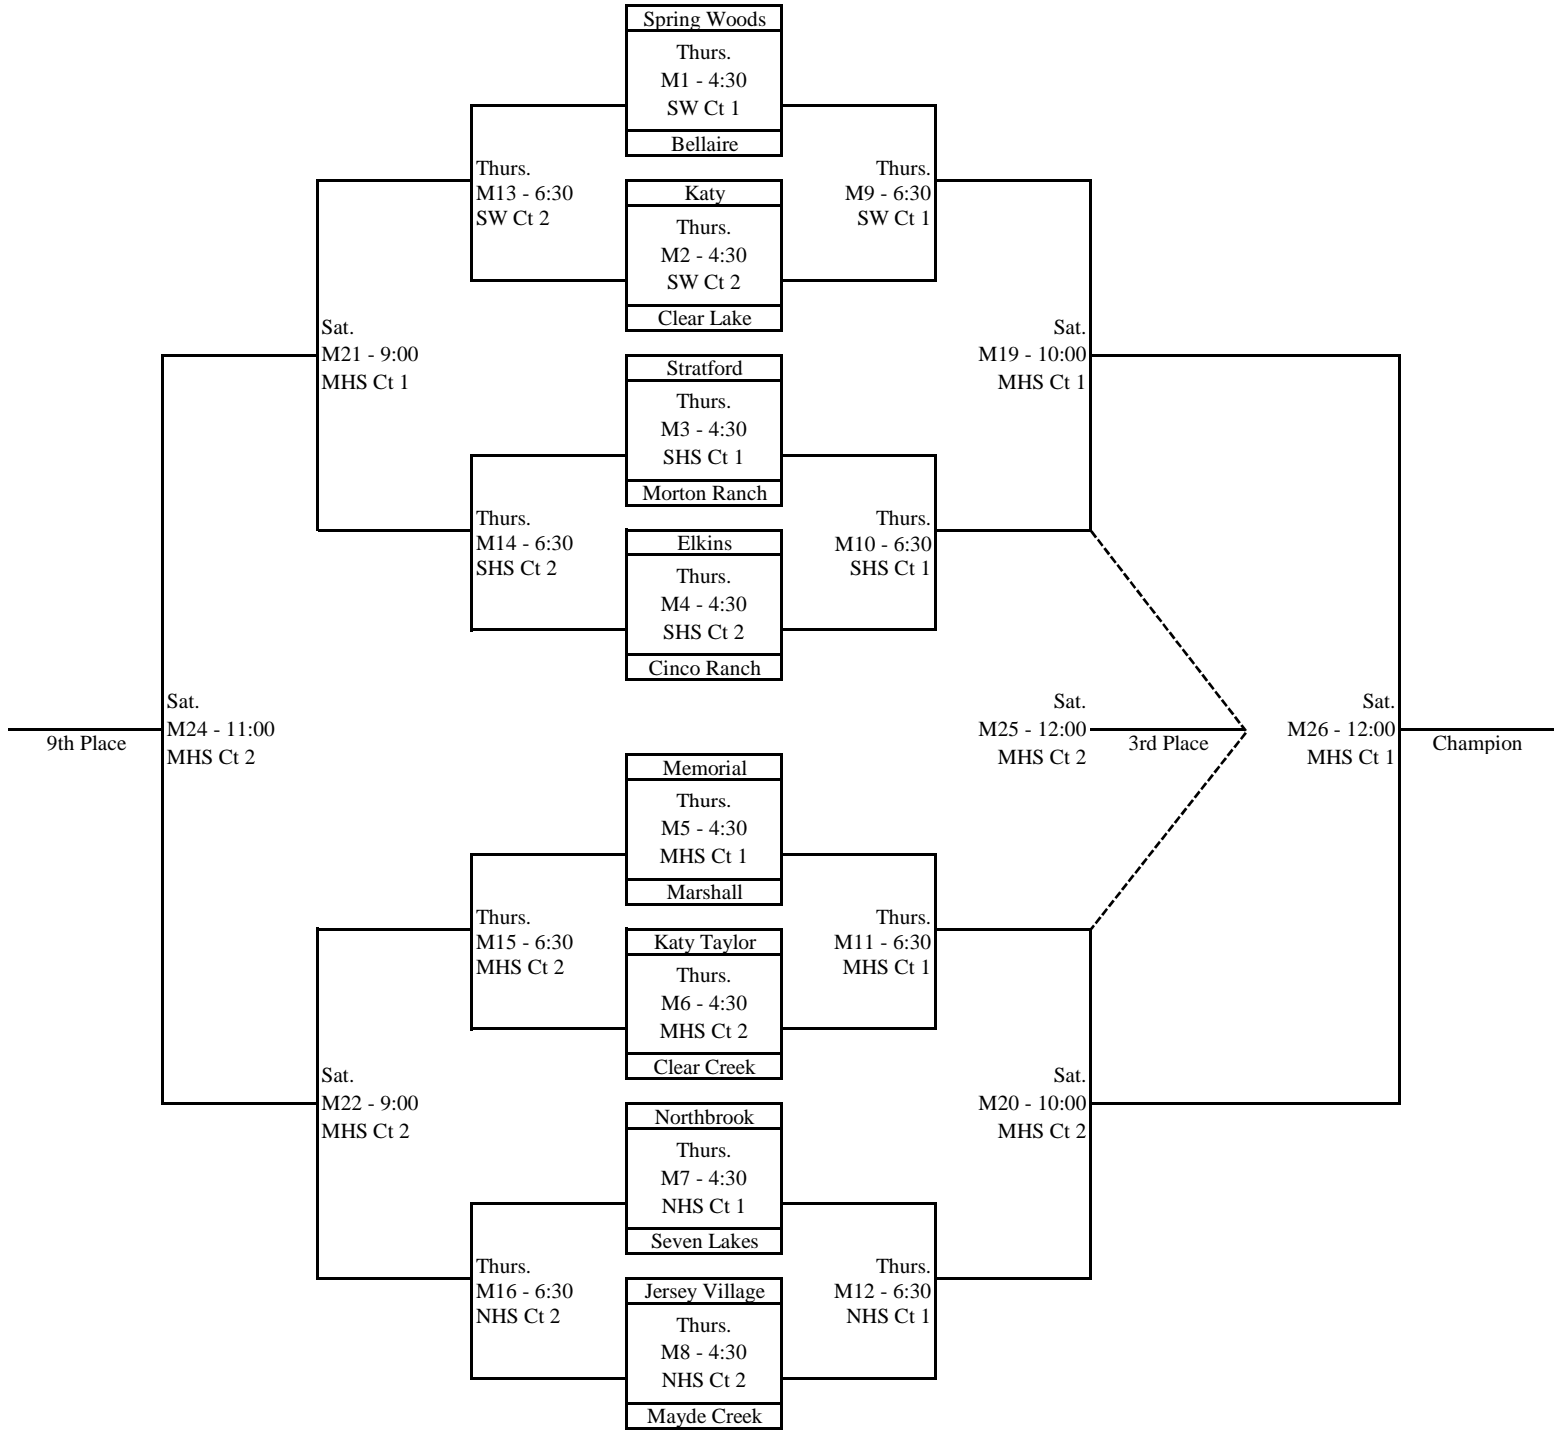 Spring Woods
Thurs.
M1 - 4:30
SW Ct 1
Bellaire
Thurs.
M13 - 6:30
SW Ct 2
Katy
Thurs.
M2 - 4:30
SW Ct 2
Clear Lake
Thurs.
M9 - 6:30
SW Ct 1
Sat.
M21 - 9:00
MHS Ct 1
Stratford
Thurs.
M3 - 4:30
SHS Ct 1
Morton Ranch
Sat.
M19 - 10:00
MHS Ct 1
Thurs.
M14 - 6:30
SHS Ct 2
Elkins
Thurs.
M4 - 4:30
SHS Ct 2
Cinco Ranch
Thurs.
M10 - 6:30
SHS Ct 1
9th Place
Sat.
M24 - 11:00
MHS Ct 2
Sat.
M25 - 12:00
MHS Ct 2
3rd Place
Sat.
M26 - 12:00
MHS Ct 1
Champion
Memorial
Thurs.
M5 - 4:30
MHS Ct 1
Marshall
Thurs.
M15 - 6:30
MHS Ct 2
Katy Taylor
Thurs.
M6 - 4:30
MHS Ct 2
Clear Creek
Thurs.
M11 - 6:30
MHS Ct 1
Sat.
M22 - 9:00
MHS Ct 2
Northbrook
Thurs.
M7 - 4:30
NHS Ct 1
Seven Lakes
Sat.
M20 - 10:00
MHS Ct 2
Thurs.
M16 - 6:30
NHS Ct 2
Jersey Village
Thurs.
M8 - 4:30
NHS Ct 2
Mayde Creek
Thurs.
M12 - 6:30
NHS Ct 1